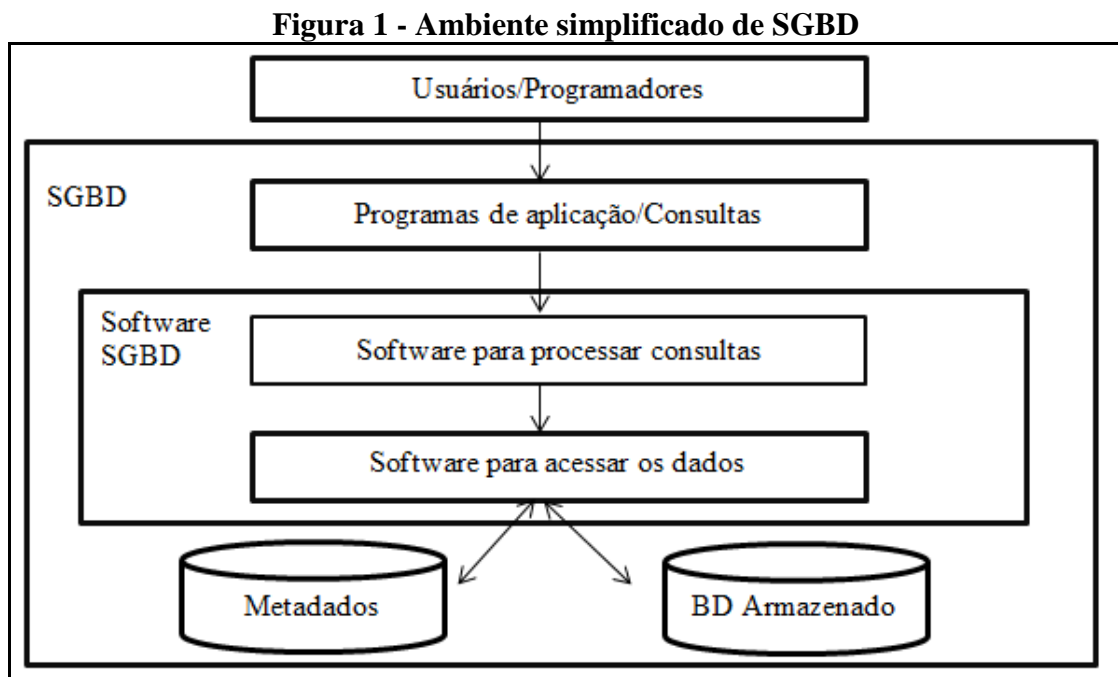 Figura 1 - Ambiente simplificado de SGBD
Usuários/Programadores
SGBD
Programas de aplicação/Consultas
Software
SGBD
Software para processar consultas
Software para acessar os dados
Metadados
BD Armazenado